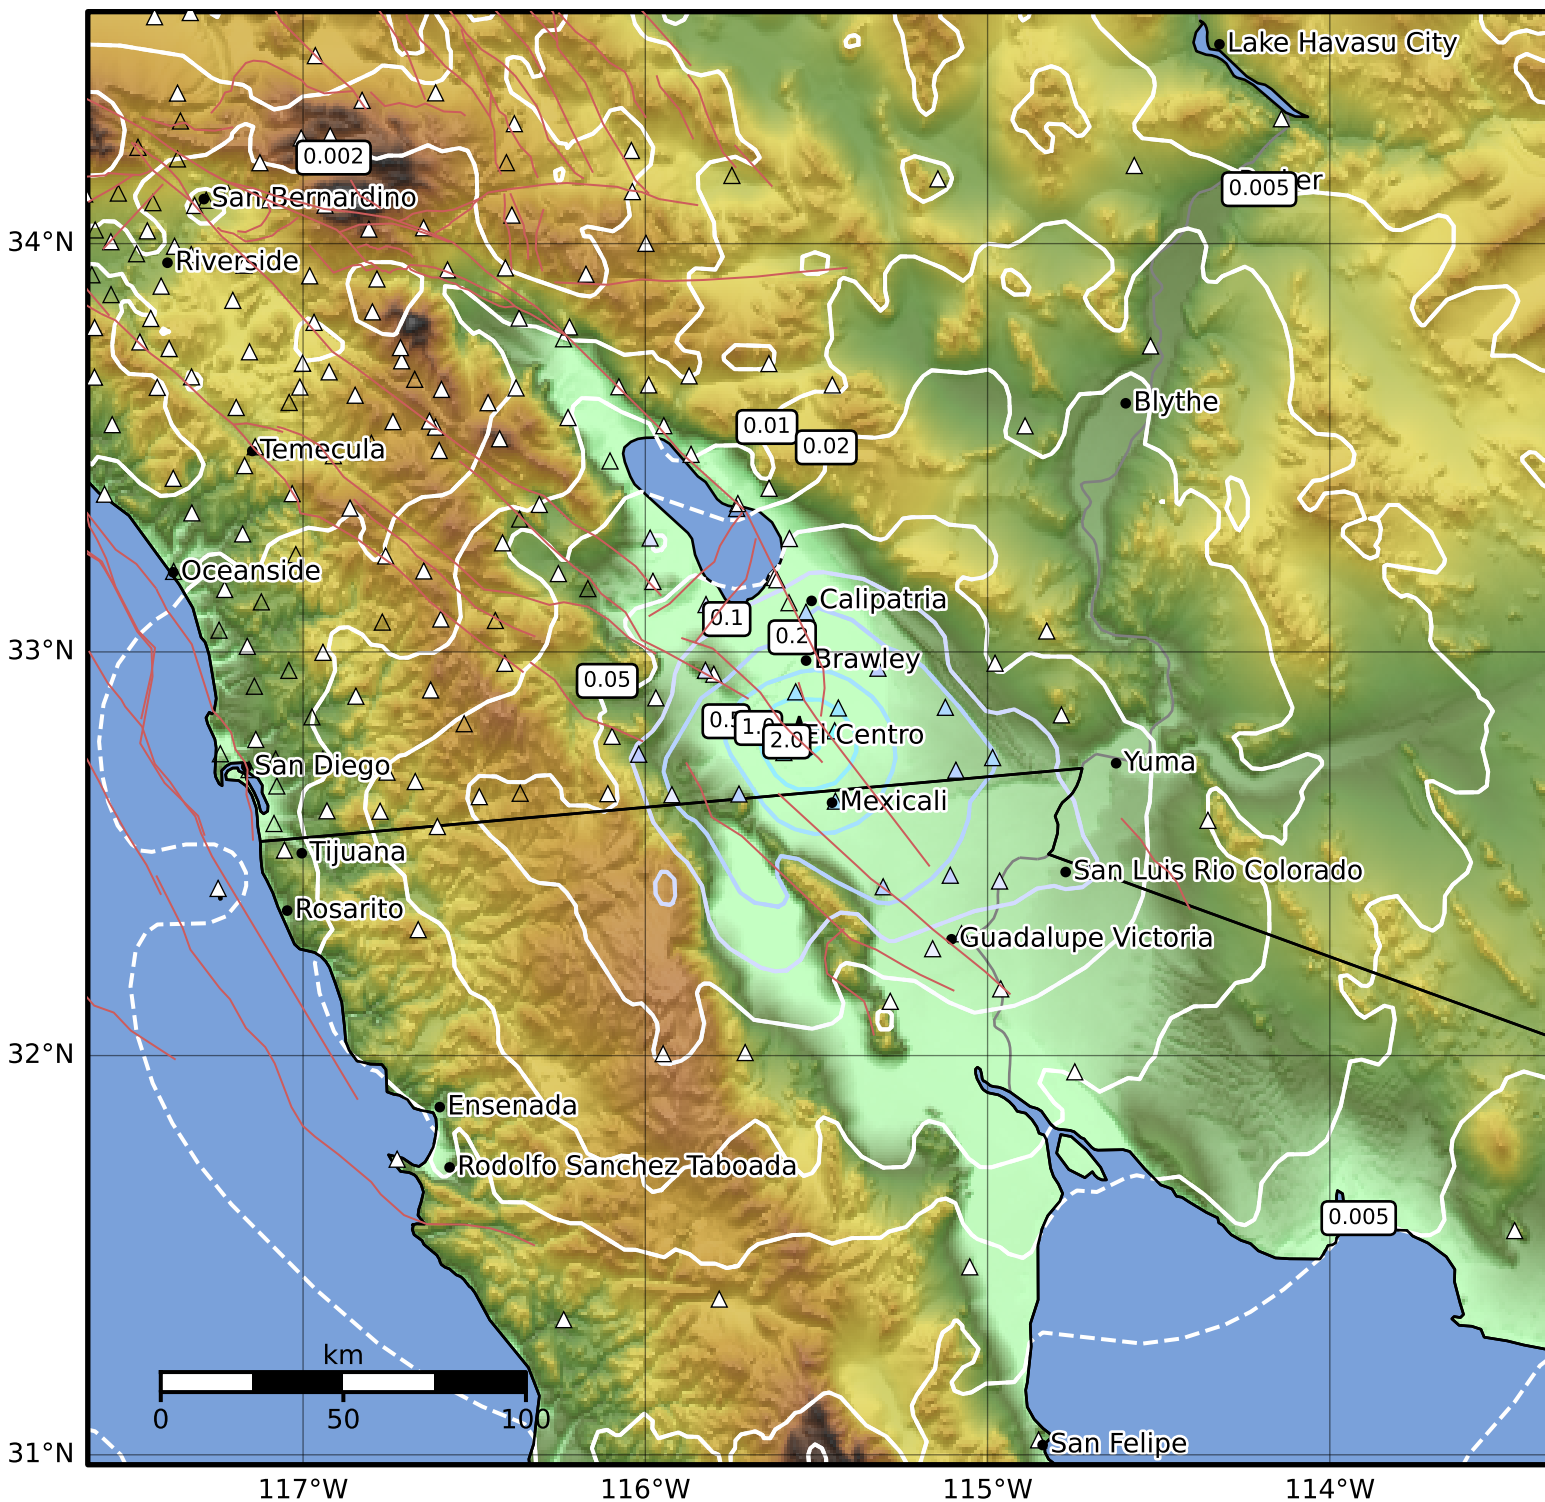 Lake Havasu City
0.002
0.005
San Bernardino
34°N
Riverside
Blythe
0.01
0.02
Temecula
Oceanside
Calipatria
0.1
0.2
33°N
Brawley
0.05
1.0
2.0
El Centro
San Diego
Yuma
Mexicali
Tijuana
San Luis Rio Colorado
Rosarito
Guadalupe Victoria
32°N
Ensenada
Rodolfo Sanchez Taboada
0.005
km
0 50 100
31°N
San Felipe
117°W 116°W 115°W 114°W